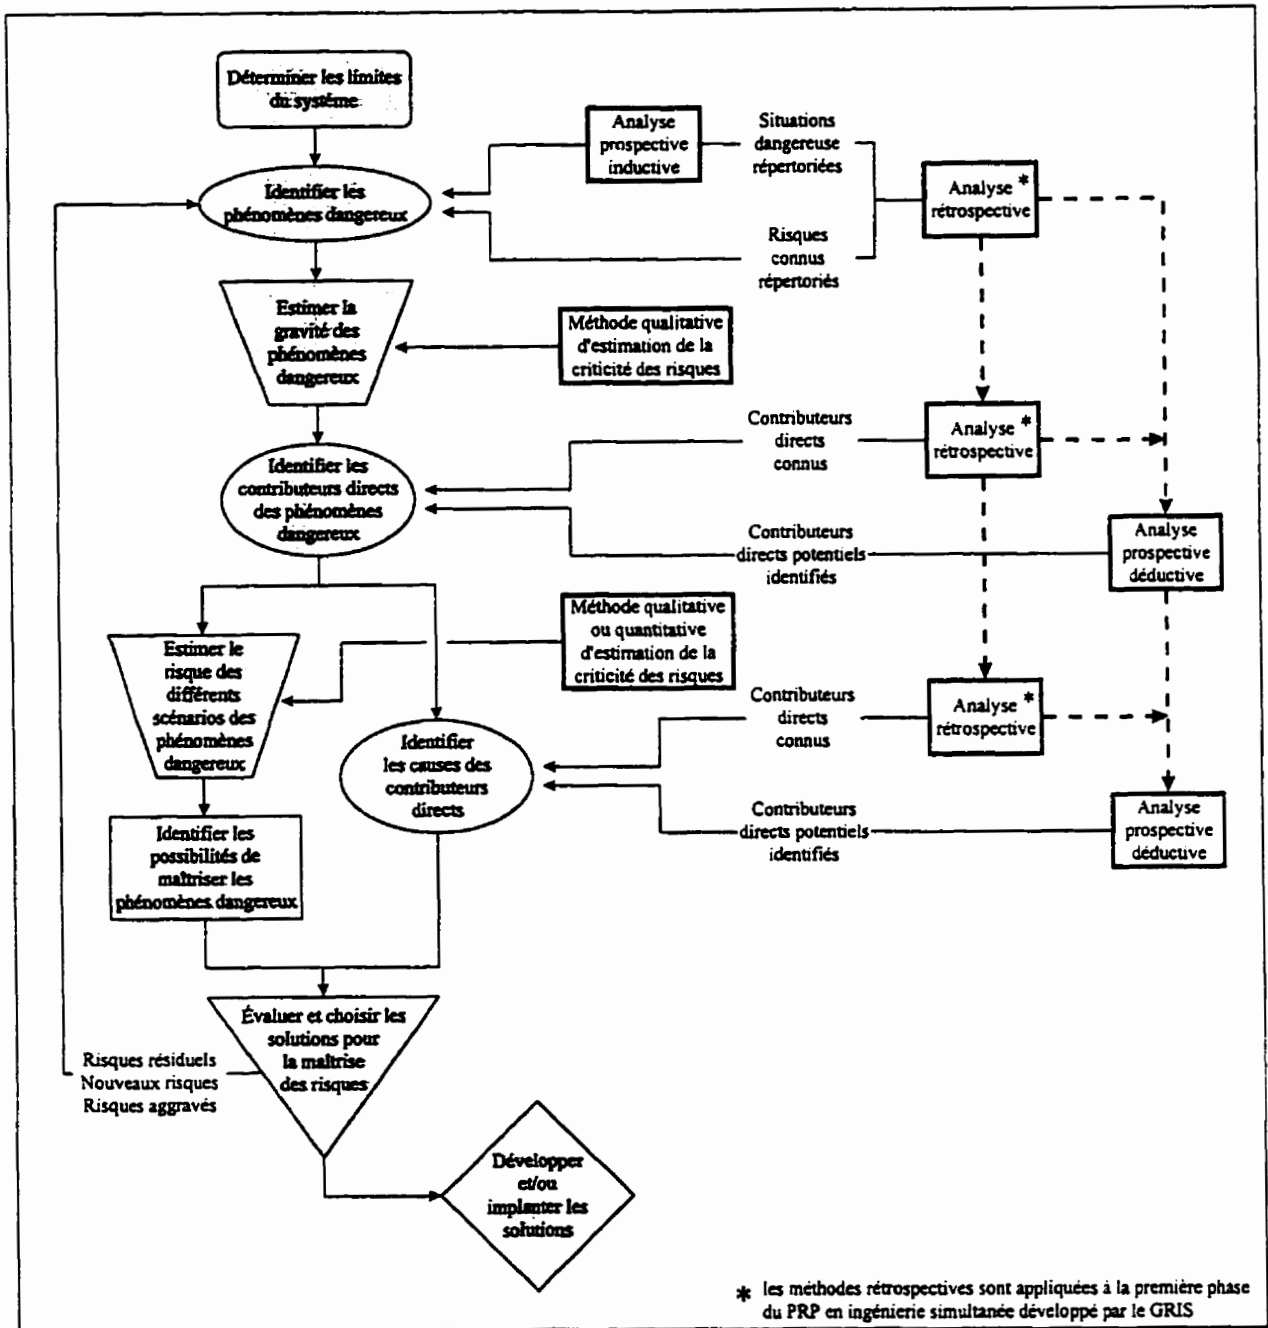 Déterminer les limites
du système
Identifier les
phénomènes dangereux
Analyse
prospective
inductive
Situations
dangereuse
répertoriées
Analyse *
rétrospective
Risques
connus
répertoriés
Estimer la
gravité des
phénomènes
dangereux
Méthode qualitative
d'estimation de la
criticité des risques
Contributeurs
directs
connus
Analyse *
rétrospective
Identifier les
contributeurs directs
des phénomènes
dangereux
Contributeurs
directs potentiels
identifiés
Analyse
prospective
déductive
Méthode qualitative
ou quantitative
d'estimation de la
criticité des risques
Estimer le
risque des
différents
scénarios des
phénomènes
dangereux
Contributeurs
directs
connus
Analyse *
rétrospective
Identifier
les causes des
contributeurs
directs
Contributeurs
directs potentiels
identifiés
Analyse
prospective
déductive
Identifier les
possibilités de
maîtriser les
phénomènes dangereux
Évaluer et choisir les
solutions pour
la maîtrise
des risques
Risques résiduels
Nouveaux risques
Risques aggravés
Développer
et/ou
implanter les
solutions
* les méthodes rétrospectives sont appliquées à la première phase
du PRP en ingénierie simultanée développé par le GRIS